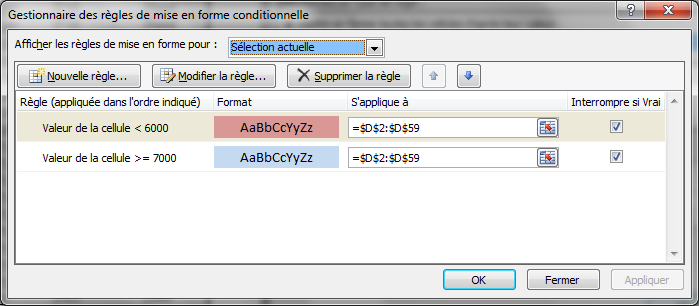 Gestionnaire des règles de mise en forme conditionnelle
Afficher les règles de mise en forme pour : Sélection actuelle
Nouvelle règle... Modifier la règle... Supprimer la règle
Règle (appliquée dans l'ordre indiqué) Format S'applique à Interrompre si Vrai
Valeur de la cellule < 6000 AaBbCcYyZz =$D$2:$D$59
Valeur de la cellule >= 7000 AaBbCcYyZz =$D$2:$D$59
OK Fermer Appliquer